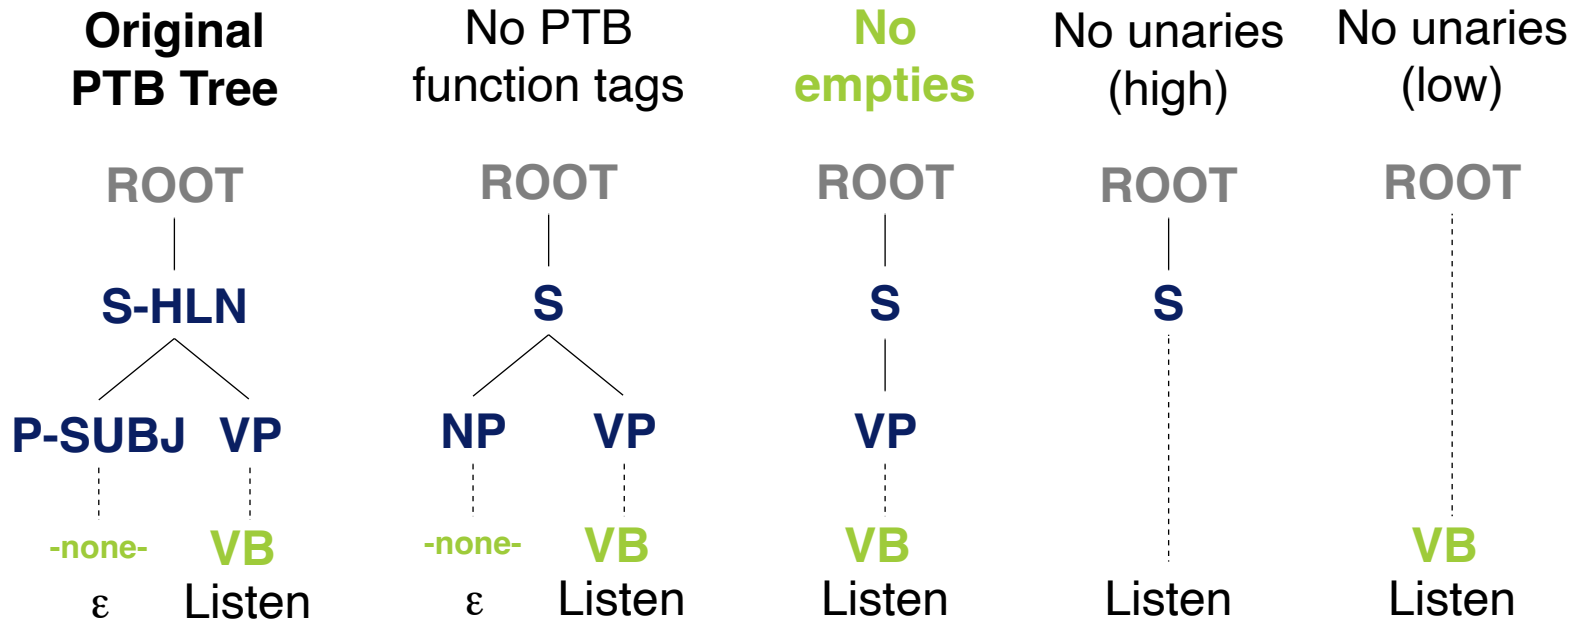 Original
PTB Tree
No PTB
function tags
No
empties
No unaries
(high)
No unaries
(low)
ROOT ROOT ROOT ROOT ROOT
S-HLN S S S
P-SUBJ VP NP VP VP
-none- VB -none- VB VB VB
ε Listen ε Listen Listen Listen Listen